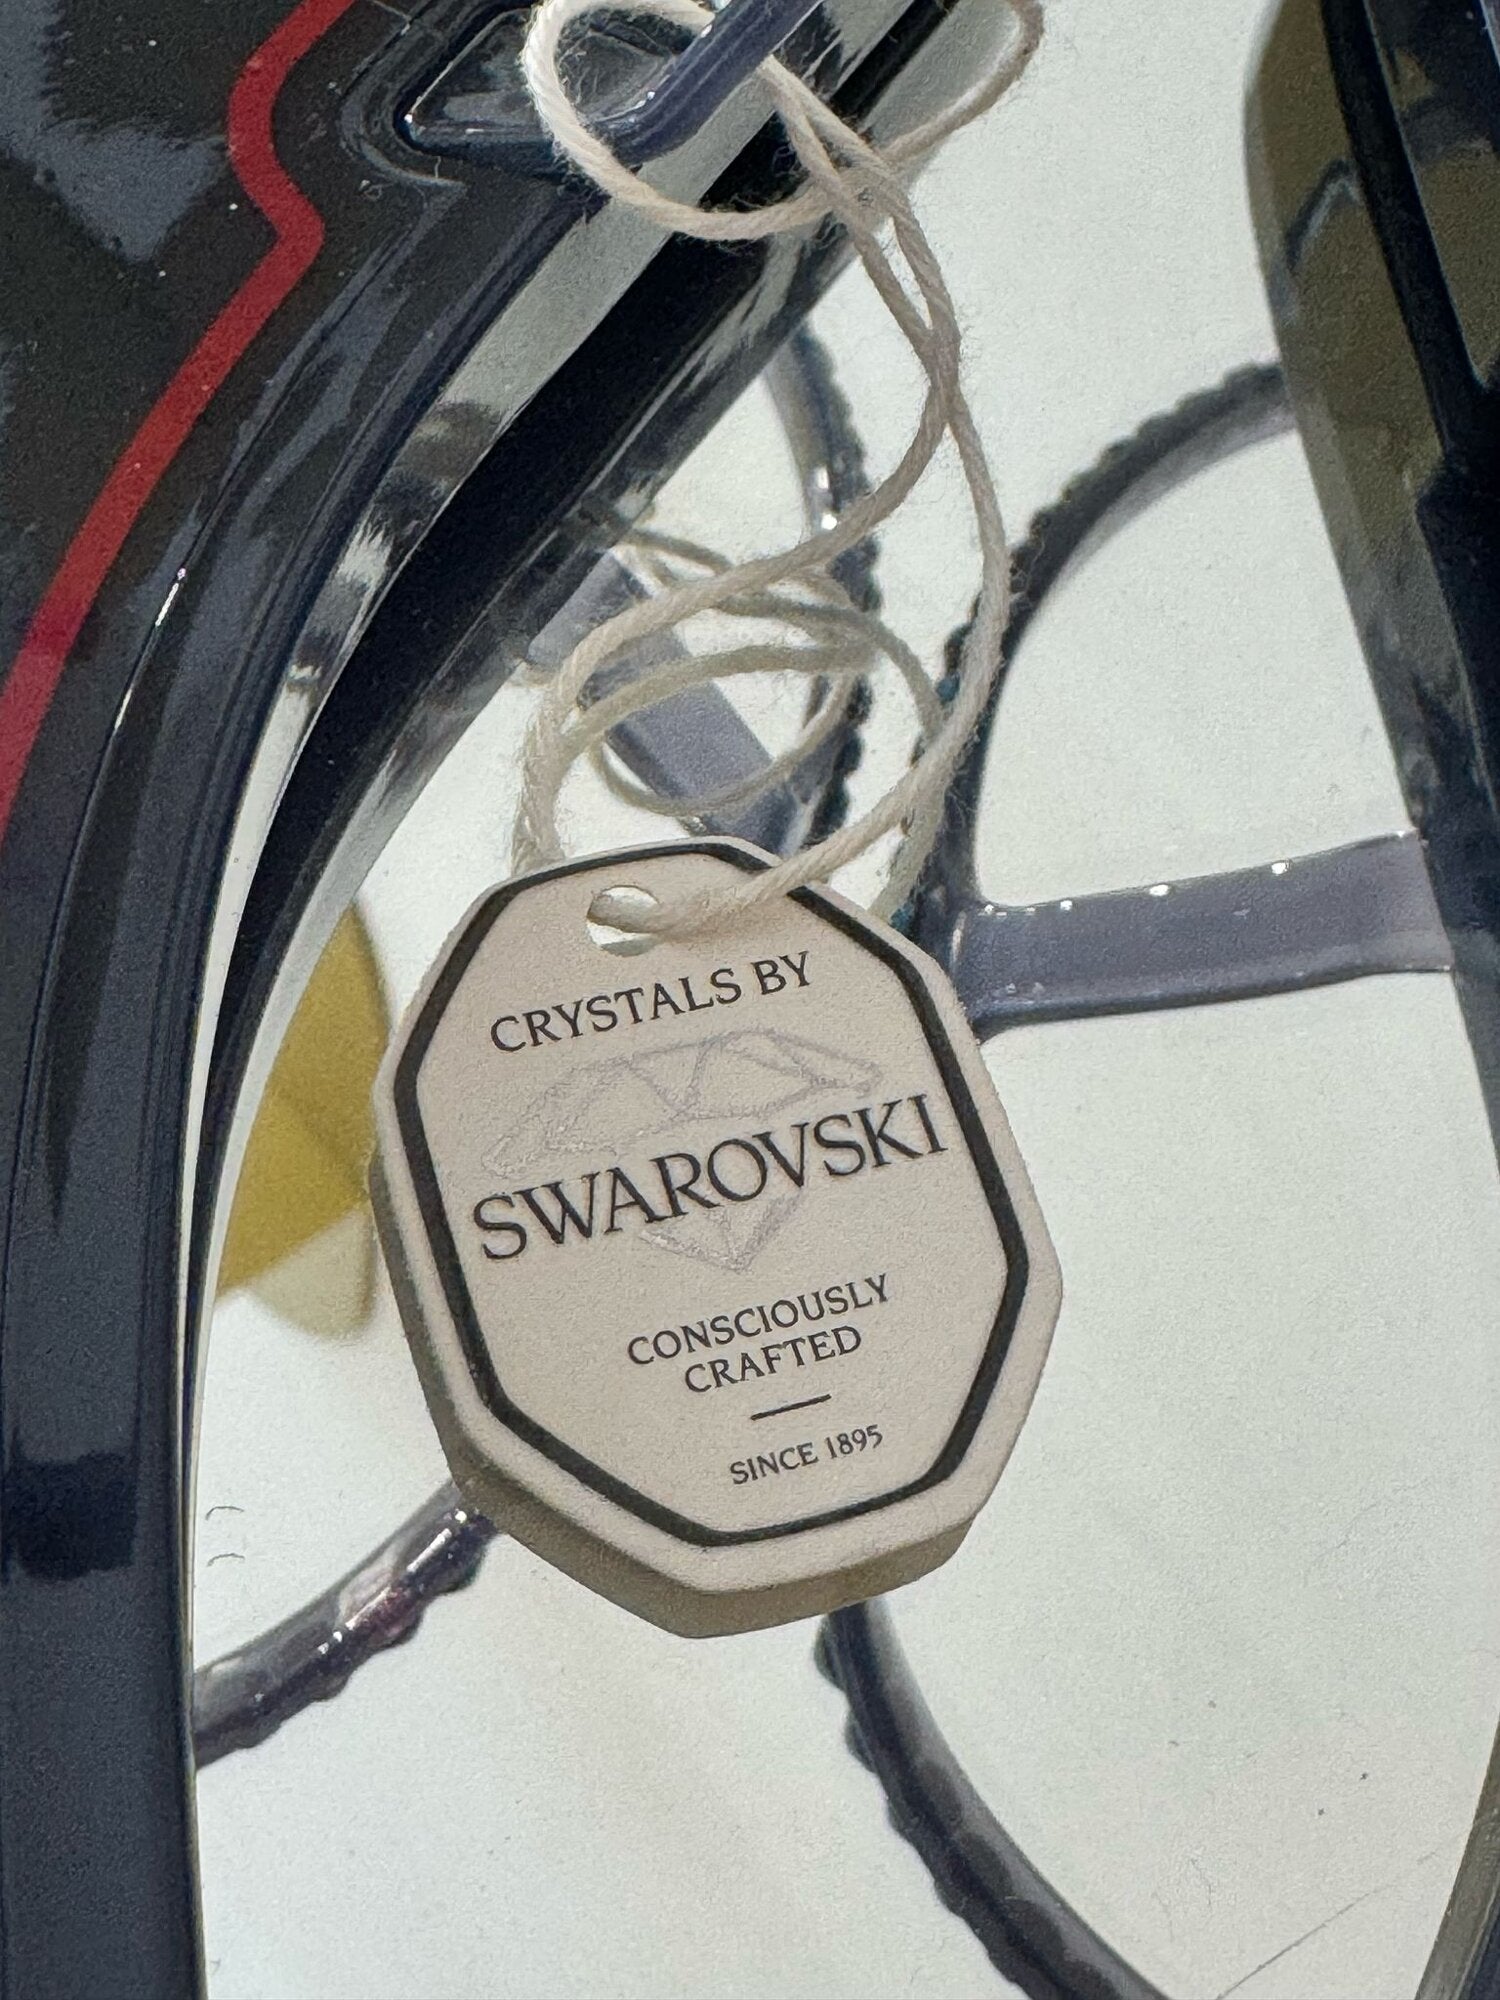 CRYSTALS BY
SWAROVSKI
CONSCIOUSLY
CRAFTED
SINCE 1895